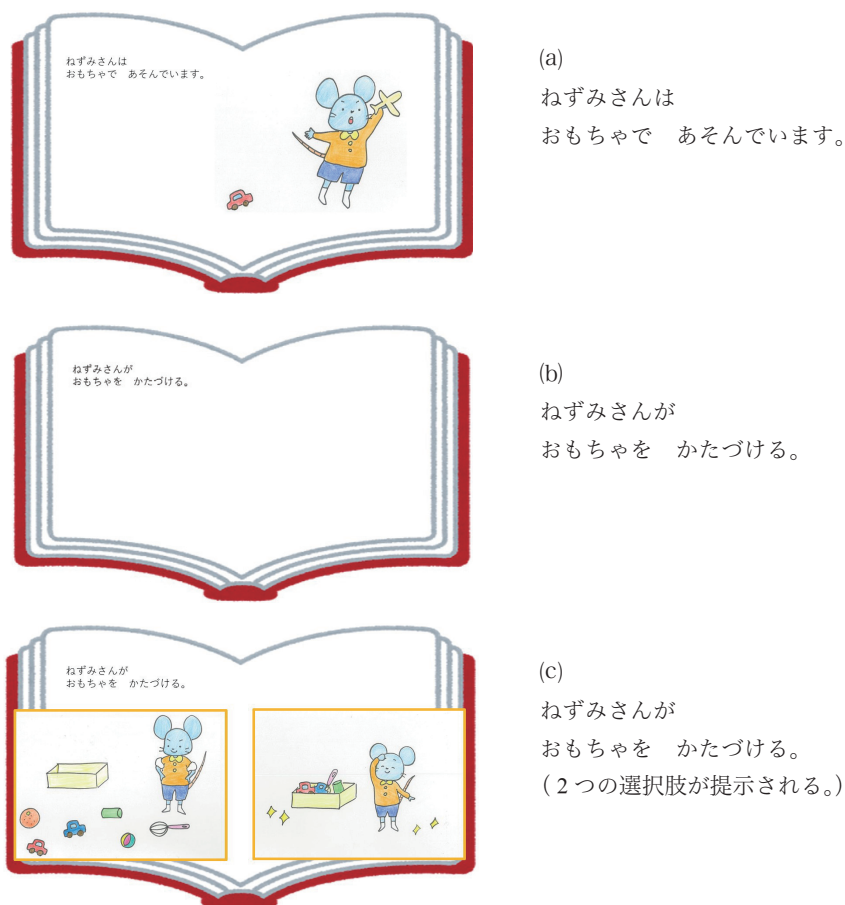 ねずみさんは
おもちゃで　あそんでいます。
(a)
ねずみさんは
おもちゃで　あそんでいます。
ねずみさんが
おもちゃを　かたづける。
(b)
ねずみさんが
おもちゃを　かたづける。
ねずみさんが
おもちゃを　かたづける。
(c)
ねずみさんが
おもちゃを　かたづける。
（2つの選択肢が提示される。）